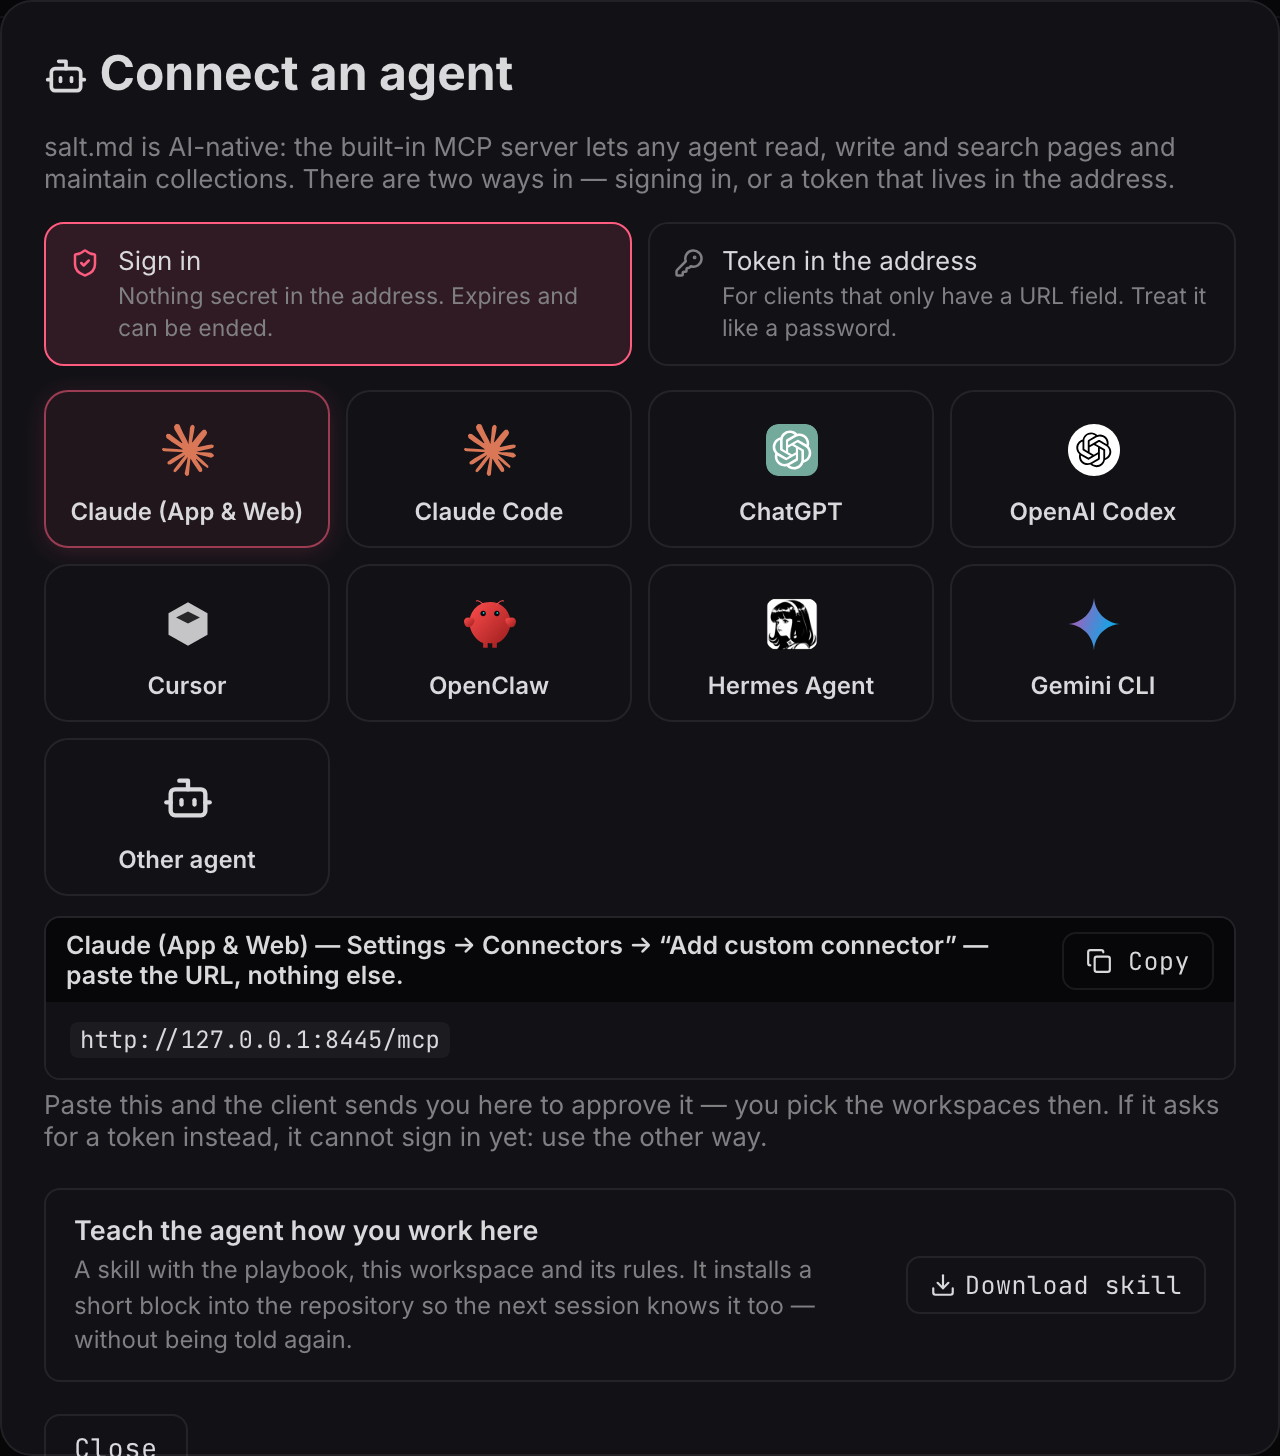 Connect an agent
salt.md is AI-native: the built-in MCP server lets any agent read, write and search pages and
maintain collections. There are two ways in — signing in, or a token that lives in the address.
Sign in
Nothing secret in the address. Expires and
can be ended.
Token in the address
For clients that only have a URL field. Treat it
like a password.
Claude (App & Web)
Claude Code
ChatGPT
OpenAI Codex
Cursor
OpenClaw
Hermes Agent
Gemini CLI
Other agent
Claude (App & Web) — Settings → Connectors → “Add custom connector” —
paste the URL, nothing else.
Copy
http://127.0.0.1:8445/mcp
Paste this and the client sends you here to approve it — you pick the workspaces then. If it asks
for a token instead, it cannot sign in yet: use the other way.
Teach the agent how you work here
A skill with the playbook, this workspace and its rules. It installs a
short block into the repository so the next session knows it too —
without being told again.
Download skill
Close